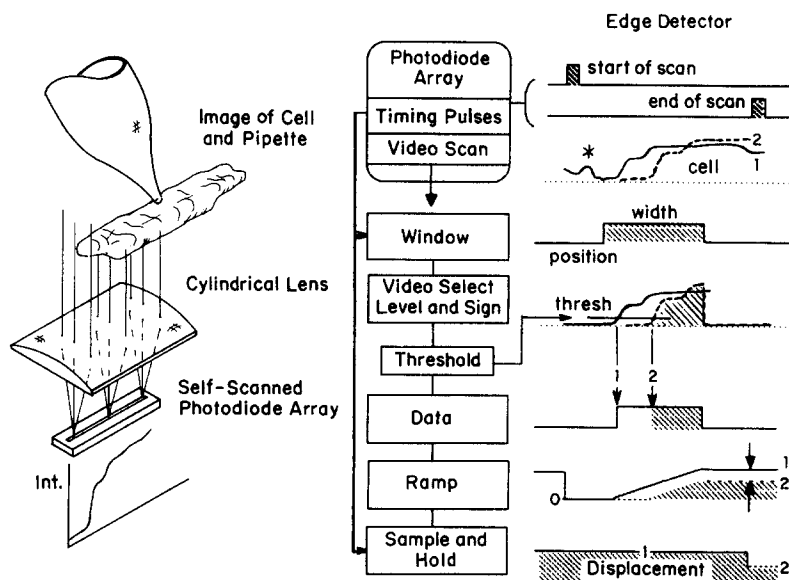 Edge Detector
Photodiode
Array
Timing Pulses
Video Scan
Window
Video Select
Level and Sign
Threshold
Data
Ramp
Sample and
Hold
Image of Cell
and Pipette
Cylindrical Lens
Self-Scanned
Photodiode Array
Int.
*
*
start of scan
end of scan
*
2
1
cell
width
position
thresh
1
2
0
1
2
1
Displacement
2